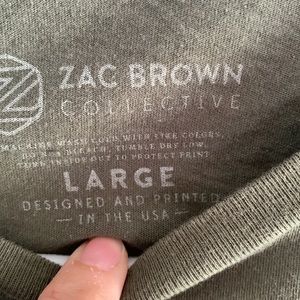 ZAC BROWN
COLLECTIVE
MACHINE WASH COLD WITH LIKE COLORS,
DO NOT BLEACH, TUMBLE DRY LOW,
TURN INSIDE OUT TO PROTECT PRINT
LARGE
DESIGNED AND PRINTED
— IN THE USA —